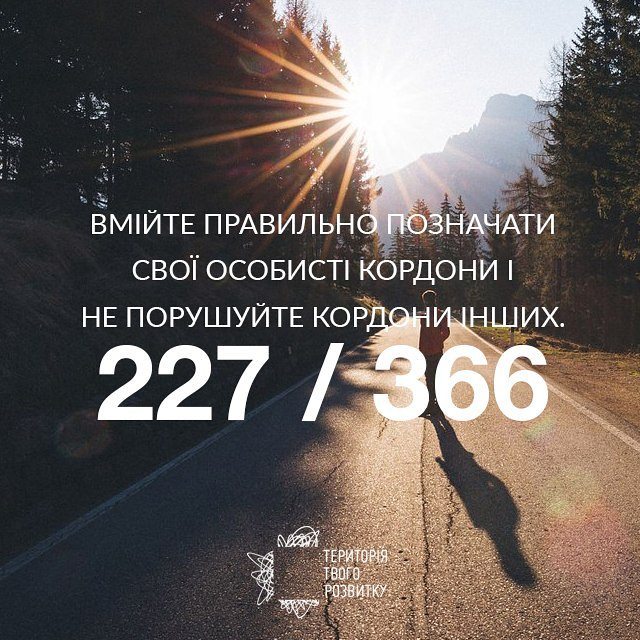 ВМІЙТЕ ПРАВИЛЬНО ПОЗНАЧАТИ
СВОЇ ОСОБИСТІ КОРДОНИ І
НЕ ПОРУШУЙТЕ КОРДОНИ ІНШИХ.
227 / 366
ТЕРИТОРІЯ
ТВОГО
РОЗВИТКУ